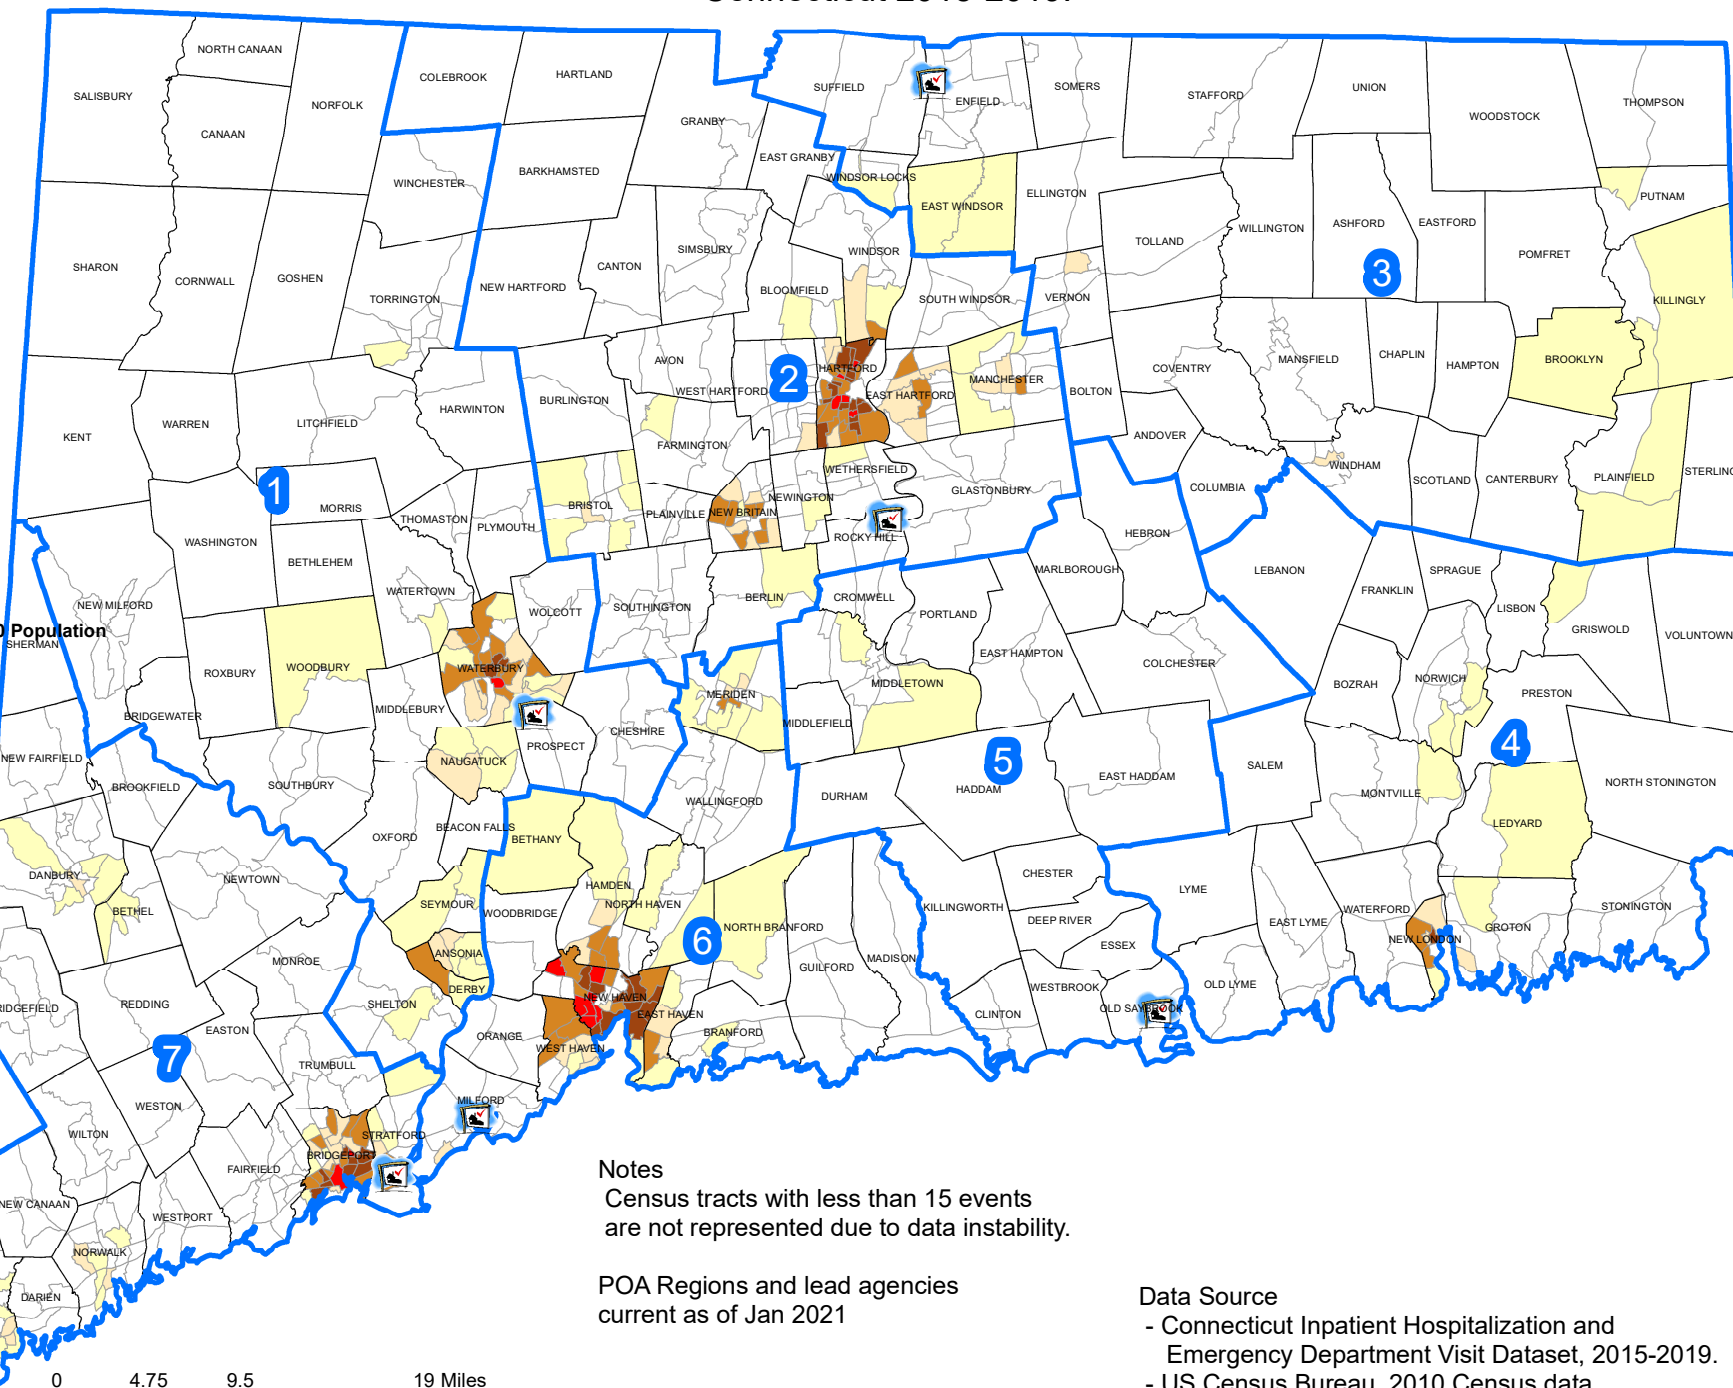 NORTH CANAAN
COLEBROOK
HARTLAND
SALISBURY
NORFOLK
CANAAN
GRANBY
SUFFIELD
ENFIELD
SOMERS
STAFFORD
UNION
WOODSTOCK
THOMPSON
EAST GRANBY
BARKHAMSTED
WINCHESTER
WINDSOR LOCKS
EAST WINDSOR
ELLINGTON
PUTNAM
WILLINGTON
ASHFORD
EASTFORD
TOLLAND
POMFRET
3
SHARON
CORNWALL
GOSHEN
TORRINGTON
NEW HARTFORD
CANTON
SIMSBURY
WINDSOR
BLOOMFIELD
SOUTH WINDSOR
VERNON
KILLINGLY
AVON
WEST HARTFORD
2
HARTFORD
EAST HARTFORD
MANCHESTER
BOLTON
COVENTRY
MANSFIELD
CHAPLIN
HAMPTON
BROOKLYN
KENT
WARREN
LITCHFIELD
HARWINTON
BURLINGTON
FARMINGTON
ANDOVER
WETHERSFIELD
WINDHAM
SCOTLAND
CANTERBURY
PLAINFIELD
STERLING
COLUMBIA
1
MORRIS
THOMASTON
PLYMOUTH
BRISTOL
PLAINVILLE
NEW BRITAIN
NEWINGTON
GLASTONBURY
ROCKY HILL
HEBRON
WASHINGTON
BETHLEHEM
WATERTOWN
WOLCOTT
SOUTHINGTON
BERLIN
CROMWELL
PORTLAND
MARLBOROUGH
LEBANON
FRANKLIN
SPRAGUE
LISBON
GRISWOLD
VOLUNTOWN
NEW MILFORD
0 Population
SHERMAN
ROXBURY
WOODBURY
WATERBURY
EAST HAMPTON
COLCHESTER
BOZRAH
NORWICH
PRESTON
MIDDLETOWN
MERIDEN
MIDDLEFIELD
BRIDGEWATER
MIDDLEBURY
PROSPECT
CHESHIRE
NEW FAIRFIELD
BROOKFIELD
SOUTHBURY
NAUGATUCK
5
HADDAM
EAST HADDAM
SALEM
4
MONTVILLE
NORTH STONINGTON
WALLINGFORD
DURHAM
OXFORD
BEACON FALLS
BETHANY
LEDYARD
DANBURY
NEWTOWN
BETHEL
SEYMOUR
WOODBRIDGE
HAMDEN
NORTH HAVEN
6
NORTH BRANFORD
KILLINGWORTH
CHESTER
DEEP RIVER
ESSEX
LYME
EAST LYME
WATERFORD
NEW LONDON
GROTON
STONINGTON
MONROE
ANSONIA
DERBY
SHELTON
GUILFORD
MADISON
WESTBROOK
CLINTON
OLD SAYBROOK
OLD LYME
RIDGEFIELD
REDDING
EASTON
ORANGE
NEW HAVEN
EAST HAVEN
WEST HAVEN
BRANFORD
7
TRUMBULL
WESTON
WILTON
MILFORD
STRATFORD
BRIDGEPORT
FAIRFIELD
NEW CANAAN
WESTPORT
NORWALK
DARIEN
Notes
Census tracts with less than 15 events
are not represented due to data instability.
POA Regions and lead agencies
current as of Jan 2021
Data Source
- Connecticut Inpatient Hospitalization and
Emergency Department Visit Dataset, 2015-2019.
- US Census Bureau, 2010 Census data
0 4.75 9.5 19 Miles